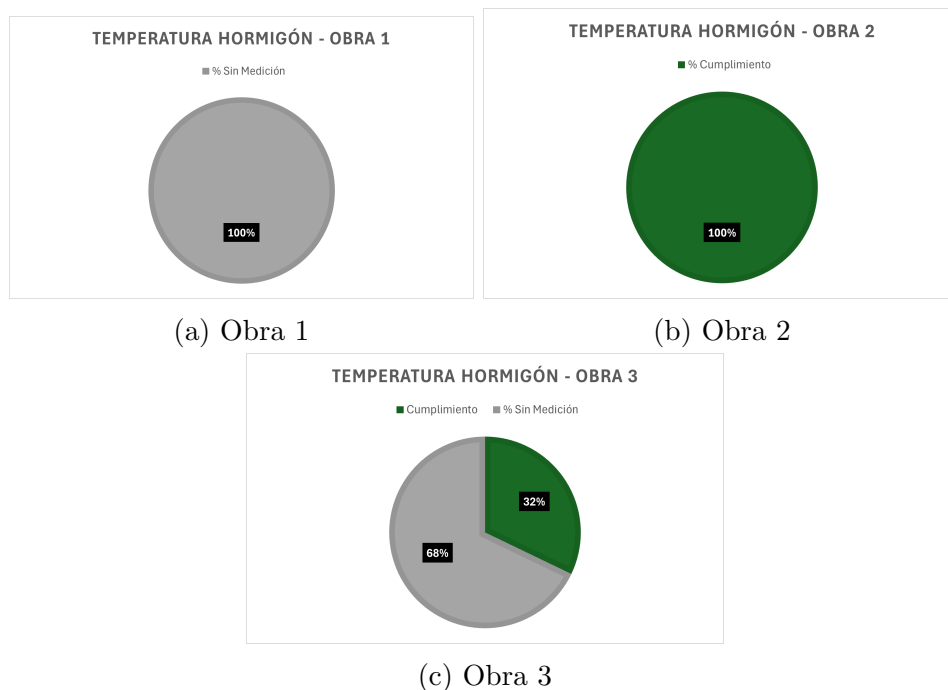 TEMPERATURA HORMIGÓN - OBRA 1
% Sin Medición
100%
(a) Obra 1
TEMPERATURA HORMIGÓN - OBRA 2
% Cumplimiento
100%
(b) Obra 2
TEMPERATURA HORMIGÓN - OBRA 3
Cumplimiento % Sin Medición
32%
68%
(c) Obra 3